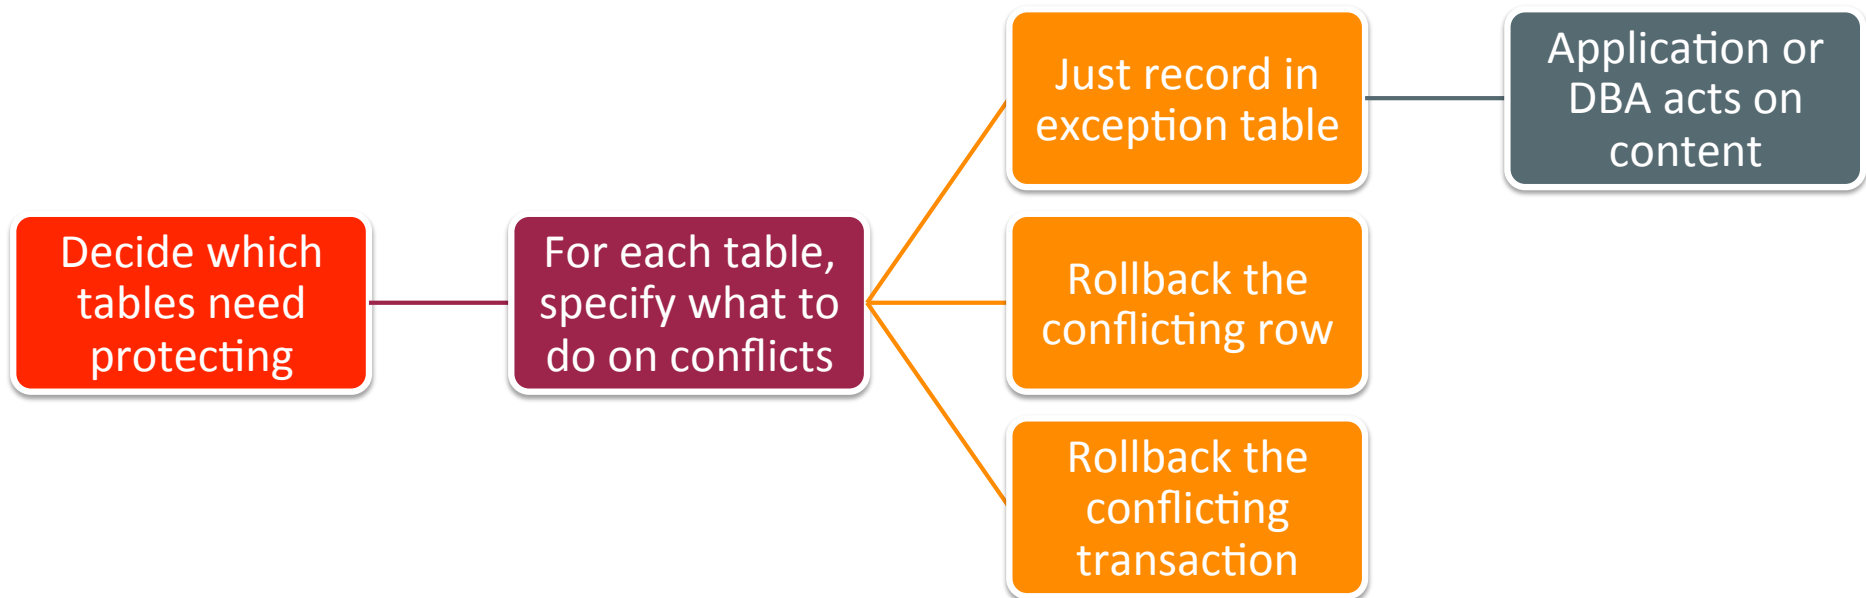 Decide which
tables need
protecting
For each table,
specify what to
do on conflicts
Just record in
exception table
Application or
DBA acts on
content
Rollback the
conflicting row
Rollback the
conflicting
transaction